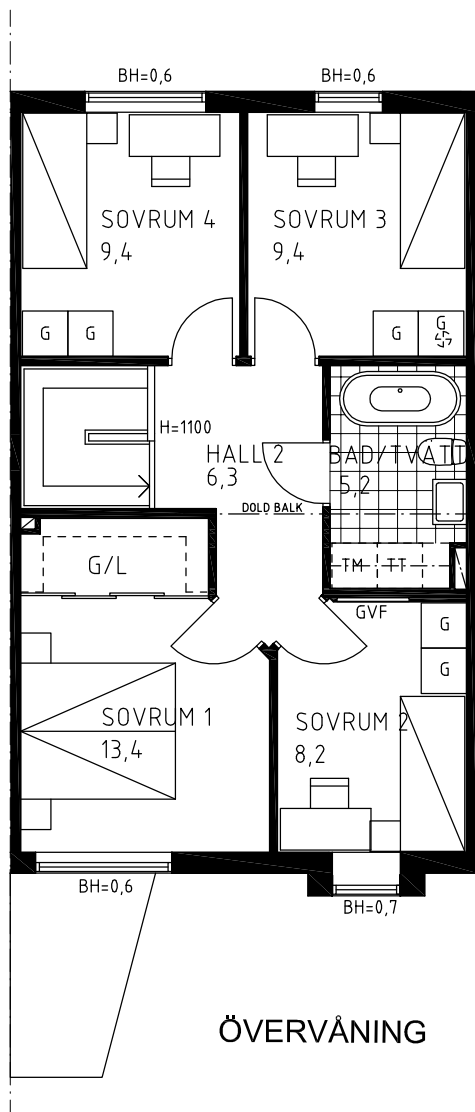 BH=0,6
BH=0,6
SOVRUM 4
9,4
SOVRUM 3
9,4
G
G
G
G
H=1100
HALL 2
6,3
BAD/TVÄTT
5,2
DOLD BALK
G/L
TM
TT
GVF
G
G
SOVRUM 1
13,4
SOVRUM 2
8,2
BH=0,6
BH=0,7
ÖVERVÅNING